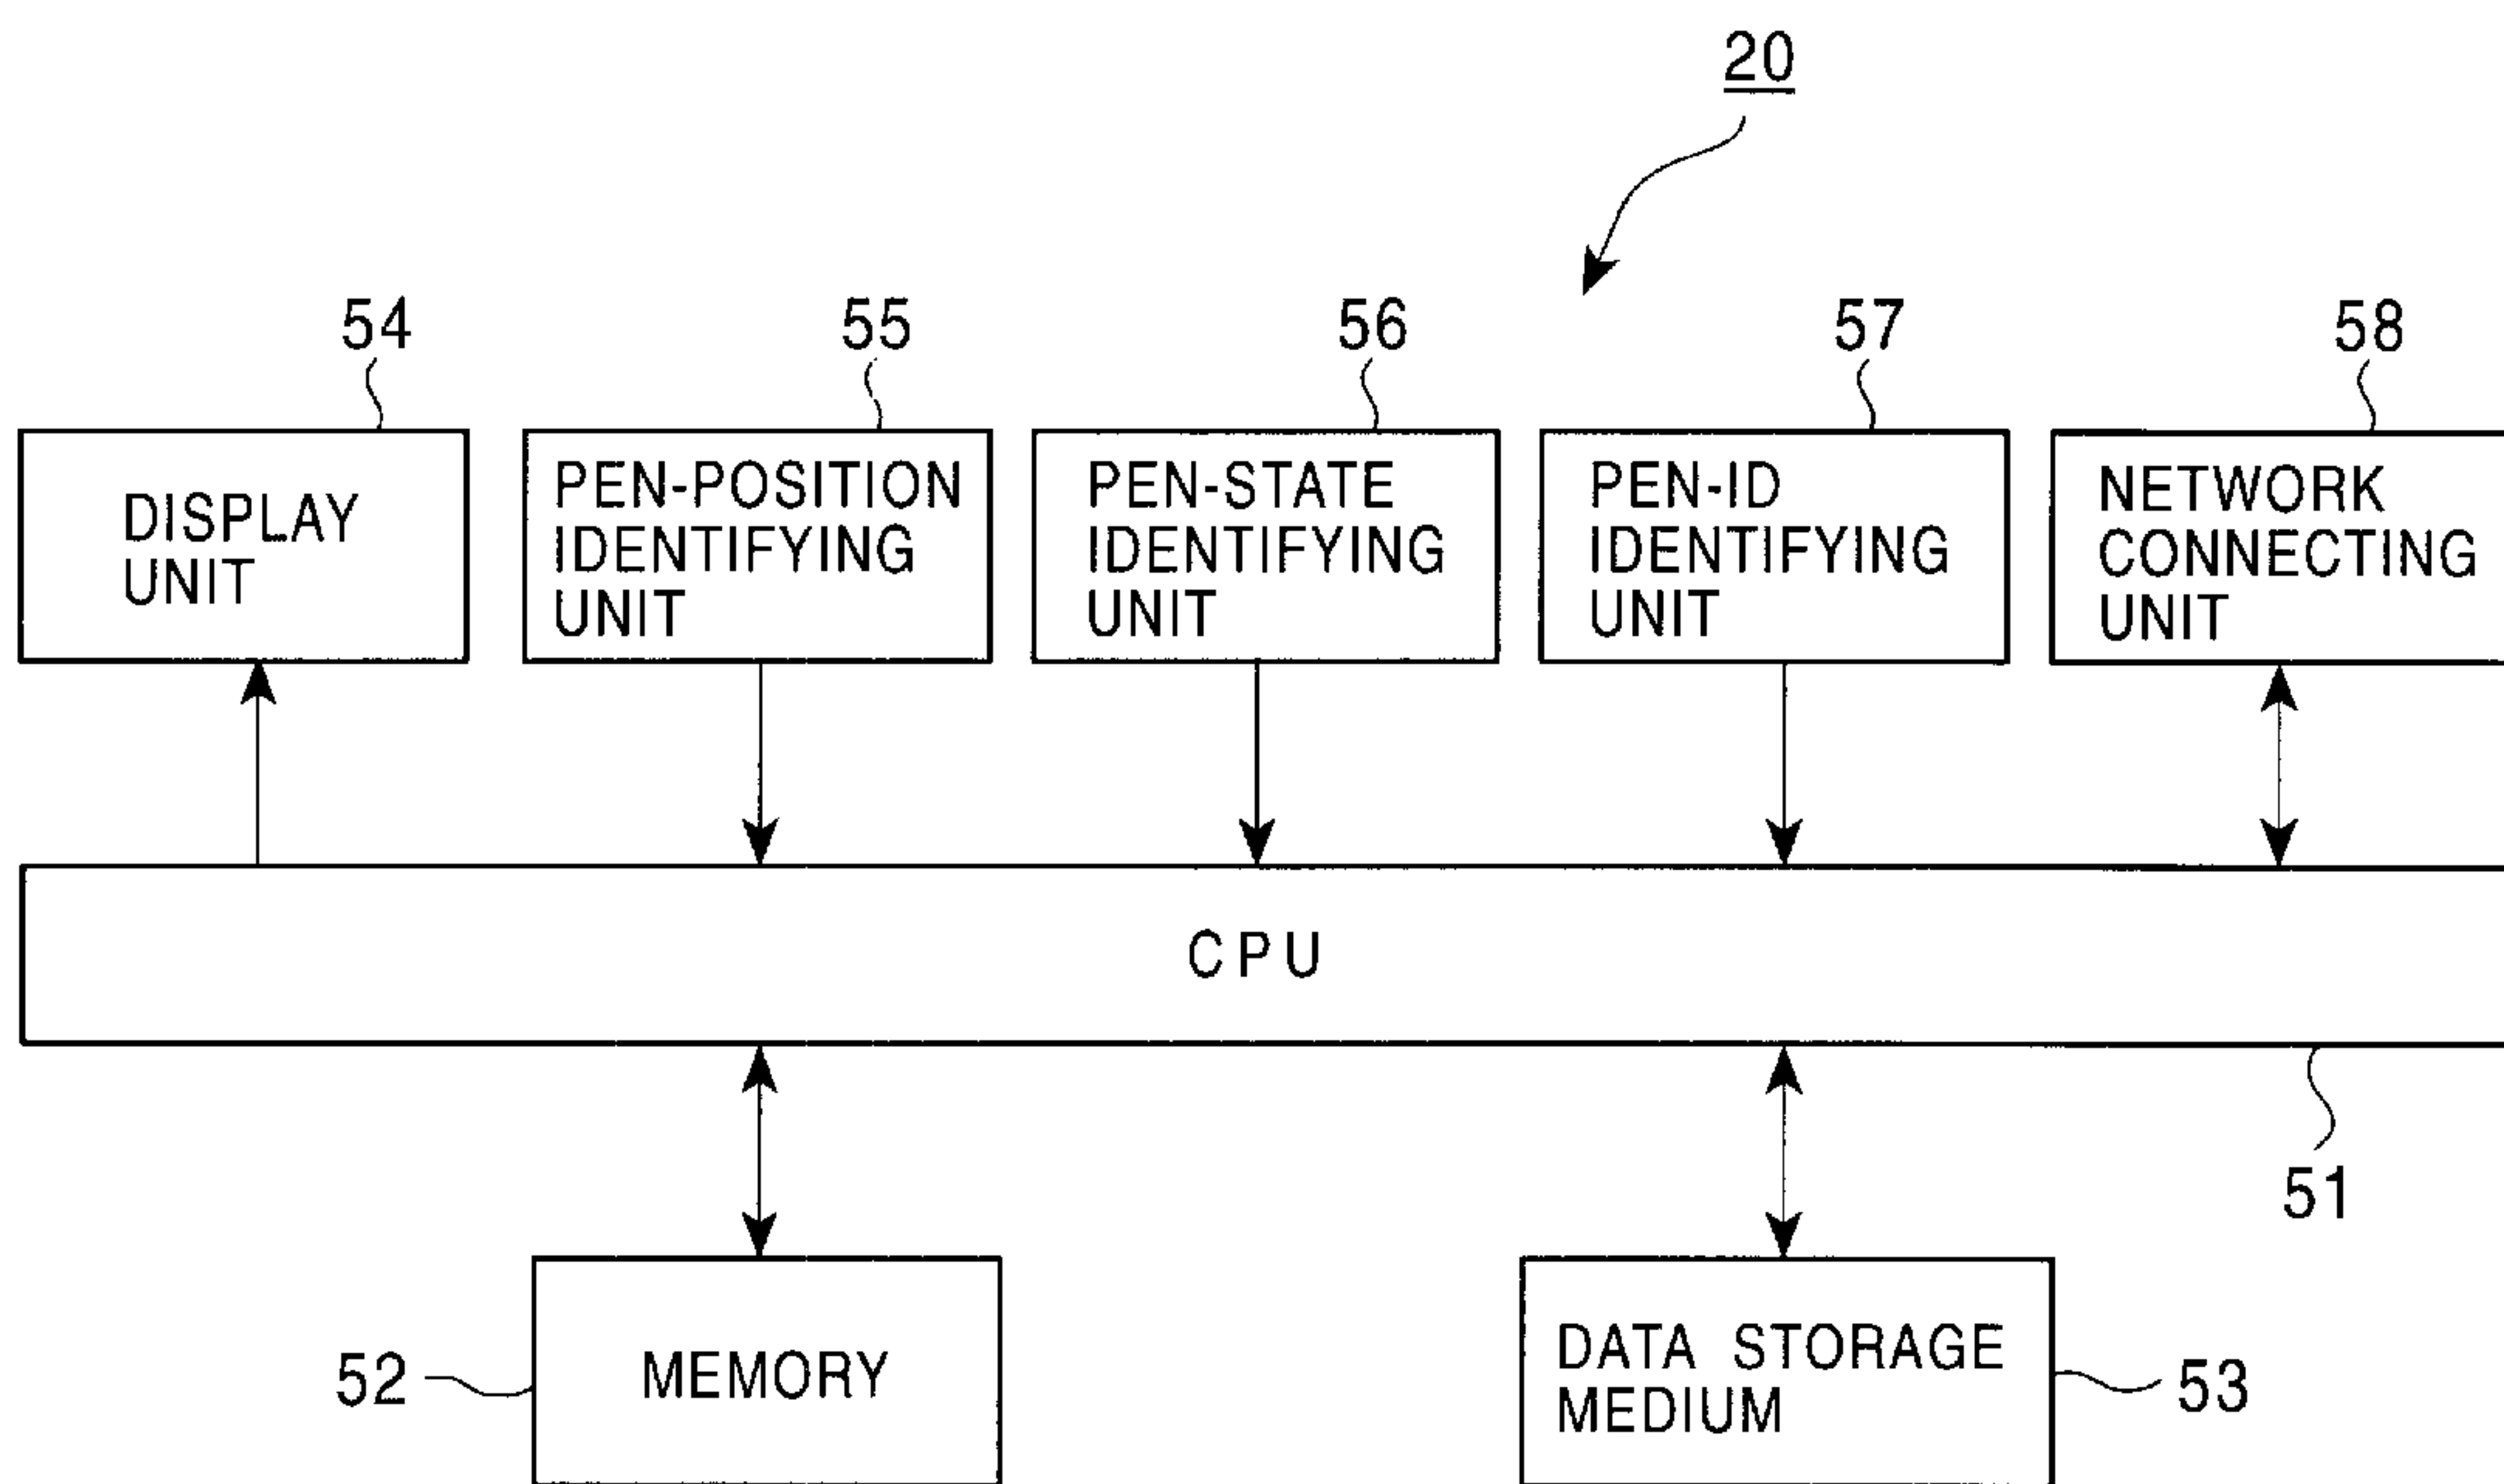 20
54
55
56
57
58
DISPLAY
UNIT
PEN-POSITION
IDENTIFYING
UNIT
PEN-STATE
IDENTIFYING
UNIT
PEN-ID
IDENTIFYING
UNIT
NETWORK
CONNECTING
UNIT
CPU
51
52
MEMORY
DATA STORAGE
MEDIUM
53